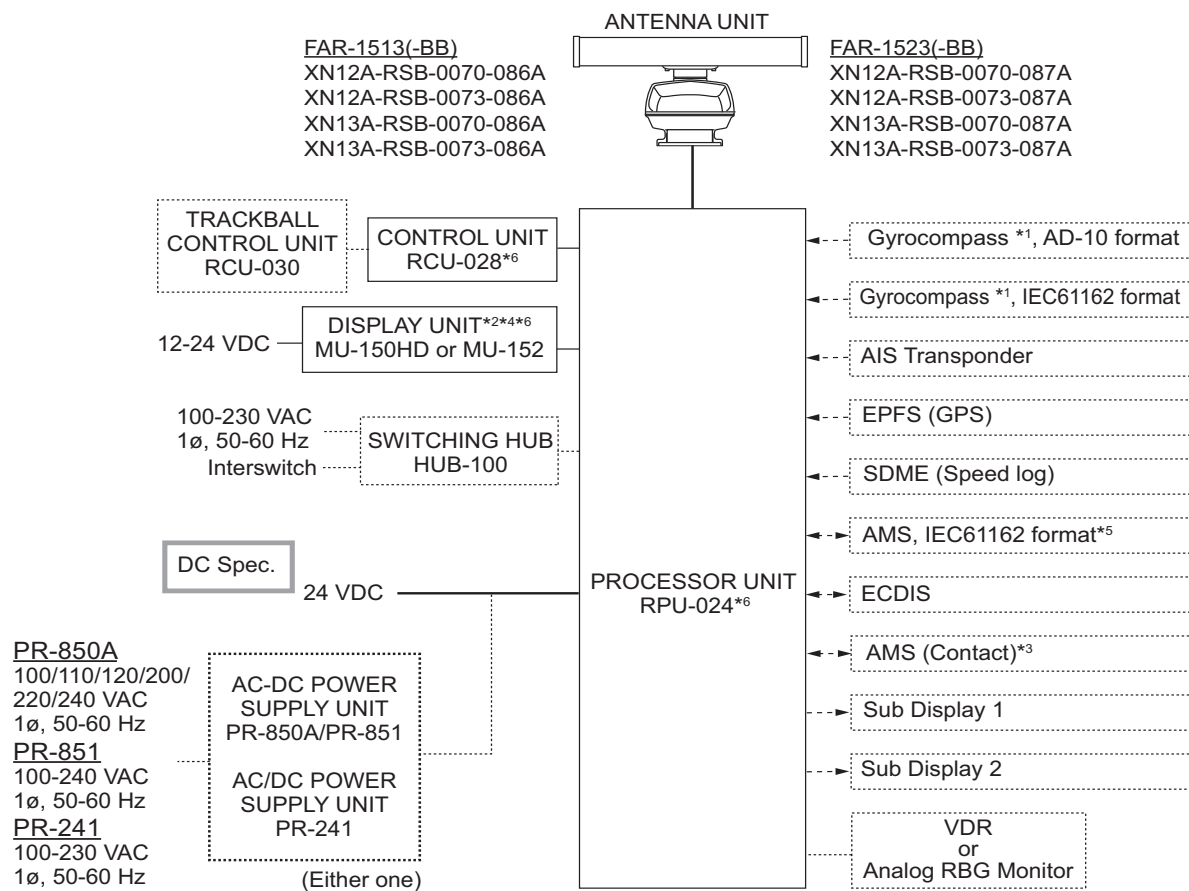 ANTENNA UNIT
FAR-1513(-BB)
XN12A-RSB-0070-086A
XN12A-RSB-0073-086A
XN13A-RSB-0070-086A
XN13A-RSB-0073-086A
FAR-1523(-BB)
XN12A-RSB-0070-087A
XN12A-RSB-0073-087A
XN13A-RSB-0070-087A
XN13A-RSB-0073-087A
TRACKBALL
CONTROL UNIT
RCU-030
CONTROL UNIT
RCU-028*6
12-24 VDC
DISPLAY UNIT*2*4*6
MU-150HD or MU-152
100-230 VAC
1ø, 50-60 Hz
Interswitch
SWITCHING HUB
HUB-100
DC Spec.
24 VDC
PR-850A
100/110/120/200/
220/240 VAC
1ø, 50-60 Hz
PR-851
100-240 VAC
1ø, 50-60 Hz
PR-241
100-230 VAC
1ø, 50-60 Hz
AC-DC POWER
SUPPLY UNIT
PR-850A/PR-851
AC/DC POWER
SUPPLY UNIT
PR-241
(Either one)
PROCESSOR UNIT
RPU-024*6
Gyrocompass *1, AD-10 format
Gyrocompass *1, IEC61162 format
AIS Transponder
EPFS (GPS)
SDME (Speed log)
AMS, IEC61162 format*5
ECDIS
AMS (Contact)*3
Sub Display 1
Sub Display 2
VDR
or
Analog RBG Monitor